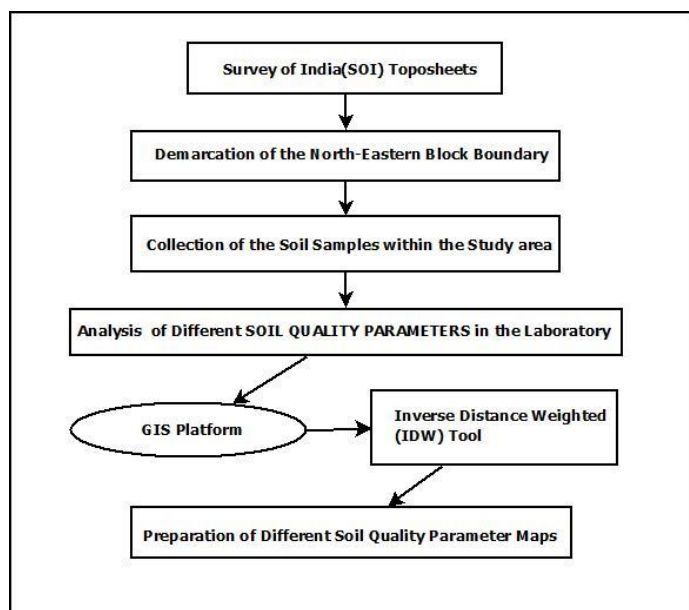 Survey of India(SOI) Toposheets
Demarcation of the North-Eastern Block Boundary
Collection of the Soil Samples within the Study area
Analysis of Different SOIL QUALITY PARAMETERS in the Laboratory
GIS Platform
Inverse Distance Weighted
(IDW) Tool
Preparation of Different Soil Quality Parameter Maps